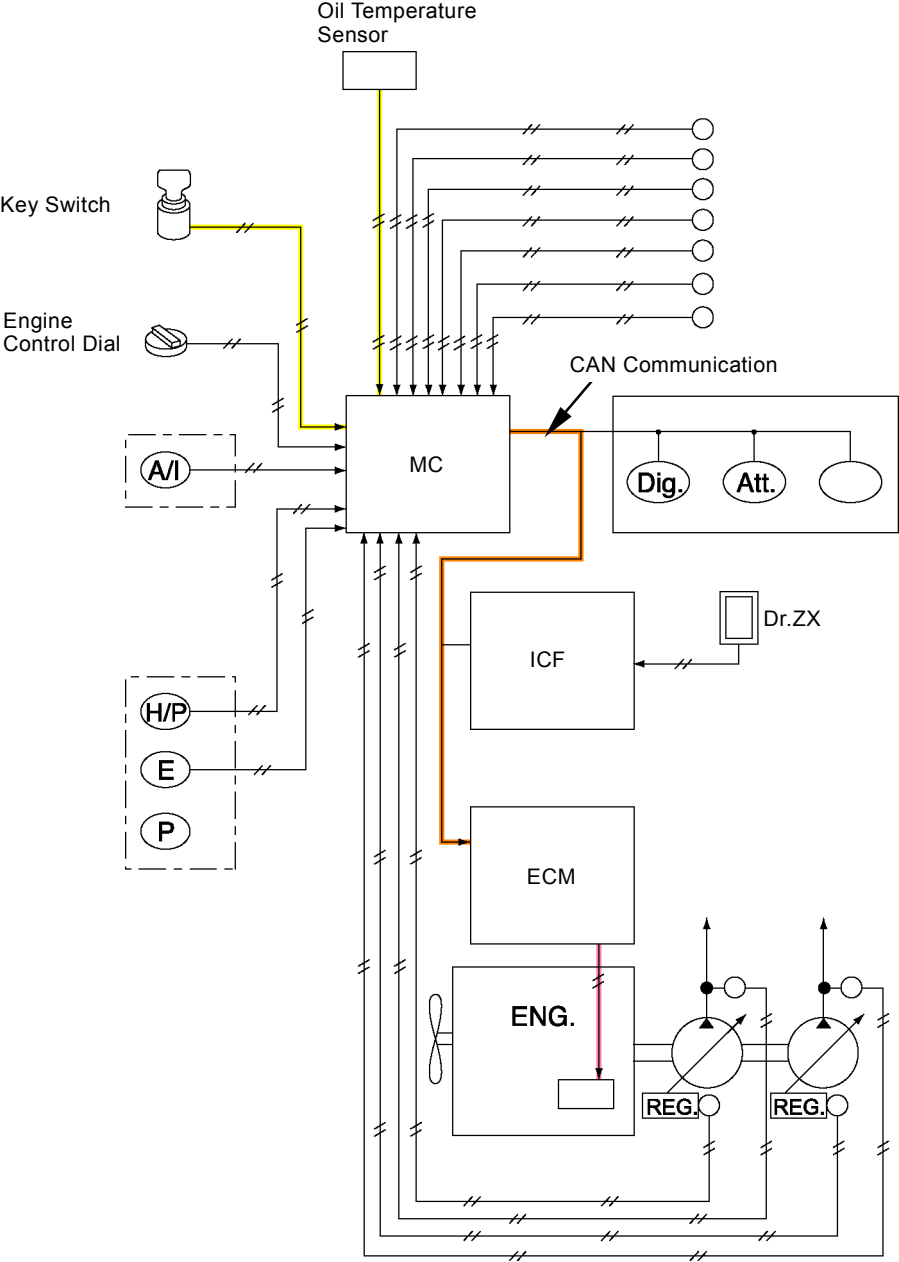 Oil Temperature
Sensor
Key Switch
Engine
Control Dial
CAN Communication
A/I
MC
Dig.
Att.
Dr.ZX
ICF
H/P
E
P
ECM
ENG.
REG.
REG.